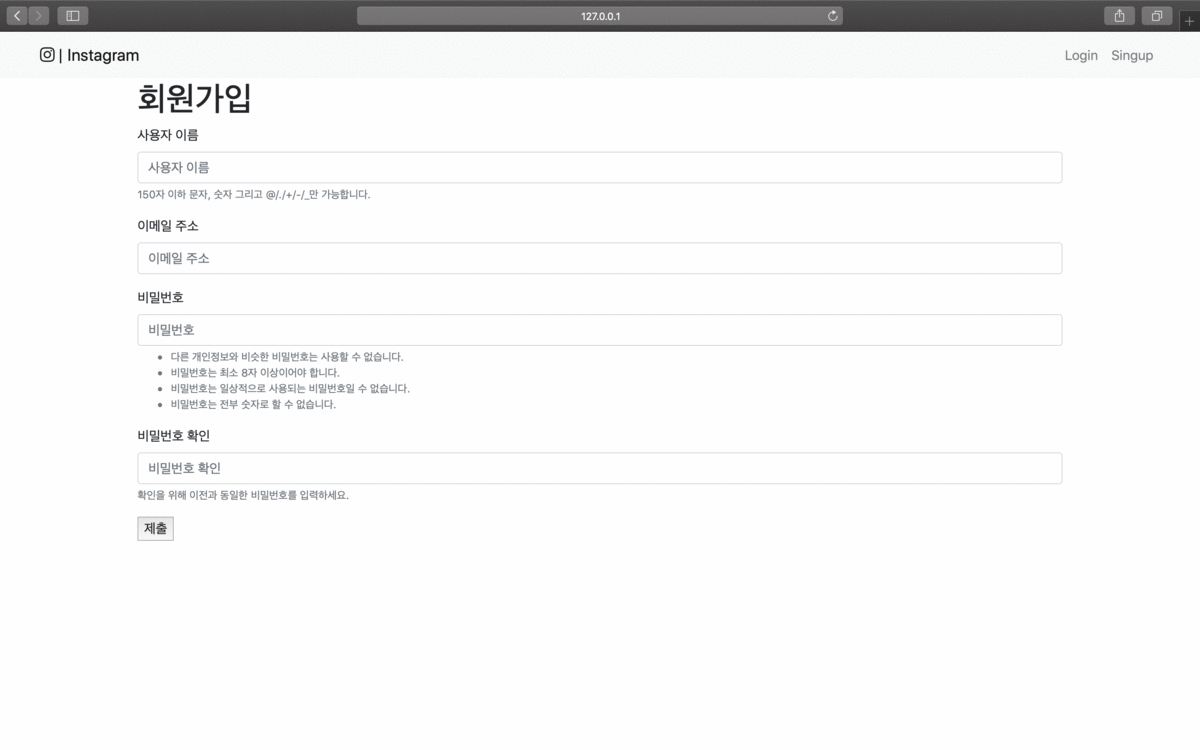 127.0.0.1
| Instagram
Login Singup
회원가입
사용자 이름
사용자 이름
150자 이하 문자, 숫자 그리고 @/./+/-/_만 가능합니다.
이메일 주소
이메일 주소
비밀번호
비밀번호
• 다른 개인정보와 비슷한 비밀번호는 사용할 수 없습니다.
• 비밀번호는 최소 8자 이상이어야 합니다.
• 비밀번호는 일상적으로 사용되는 비밀번호일 수 없습니다.
• 비밀번호는 전부 숫자로 할 수 없습니다.
비밀번호 확인
비밀번호 확인
확인을 위해 이전과 동일한 비밀번호를 입력하세요.
제출